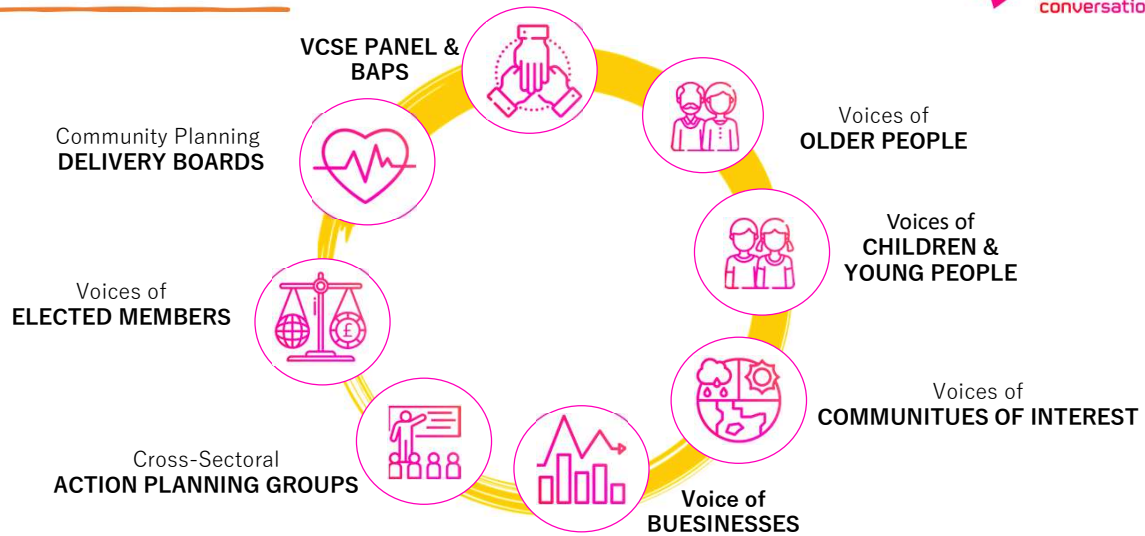 conversatio
VCSE PANEL &
BAPS
Voices of
OLDER PEOPLE
Voices of
CHILDREN &
YOUNG PEOPLE
Voices of
COMMUNITUES OF INTEREST
Voice of
BUESINESSES
Cross-Sectoral
ACTION PLANNING GROUPS
Voices of
ELECTED MEMBERS
£
Community Planning
DELIVERY BOARDS